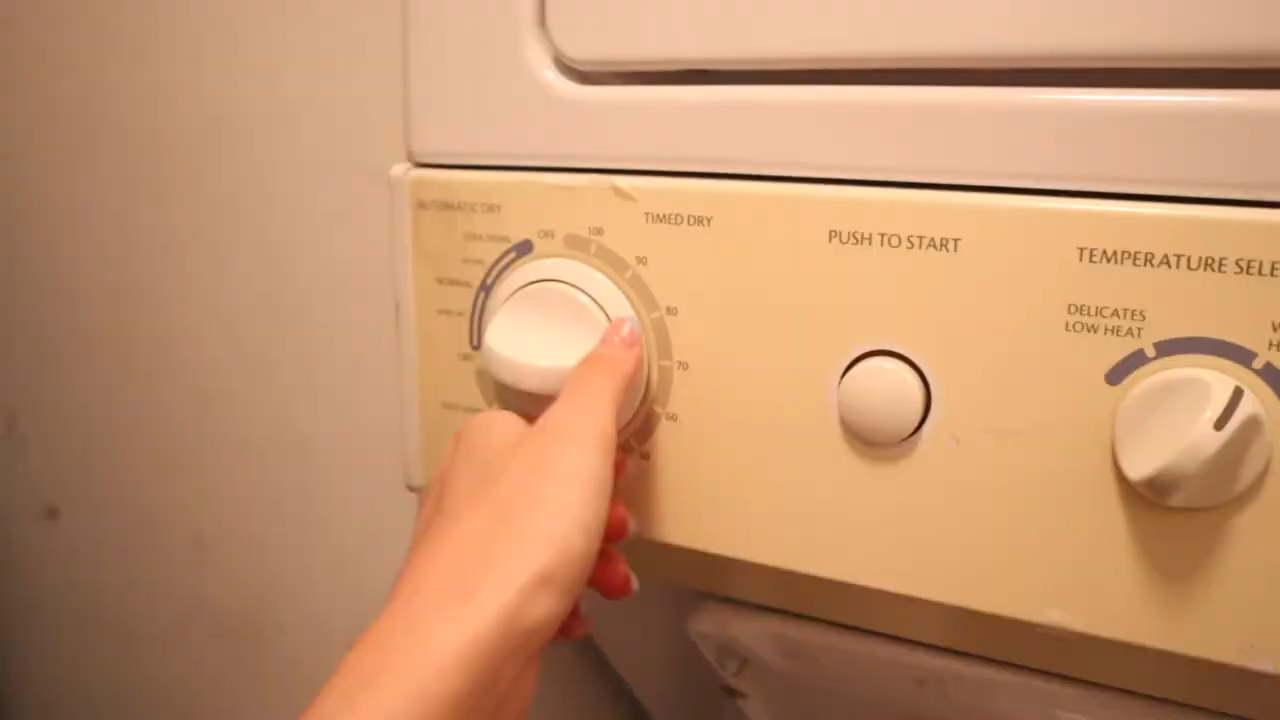 AUTOMATIC DRY
OFF
100
TIMED DRY
90
80
70
60
NORMAL
PUSH TO START
TEMPERATURE SELE
DELICATES
LOW HEAT
W
H